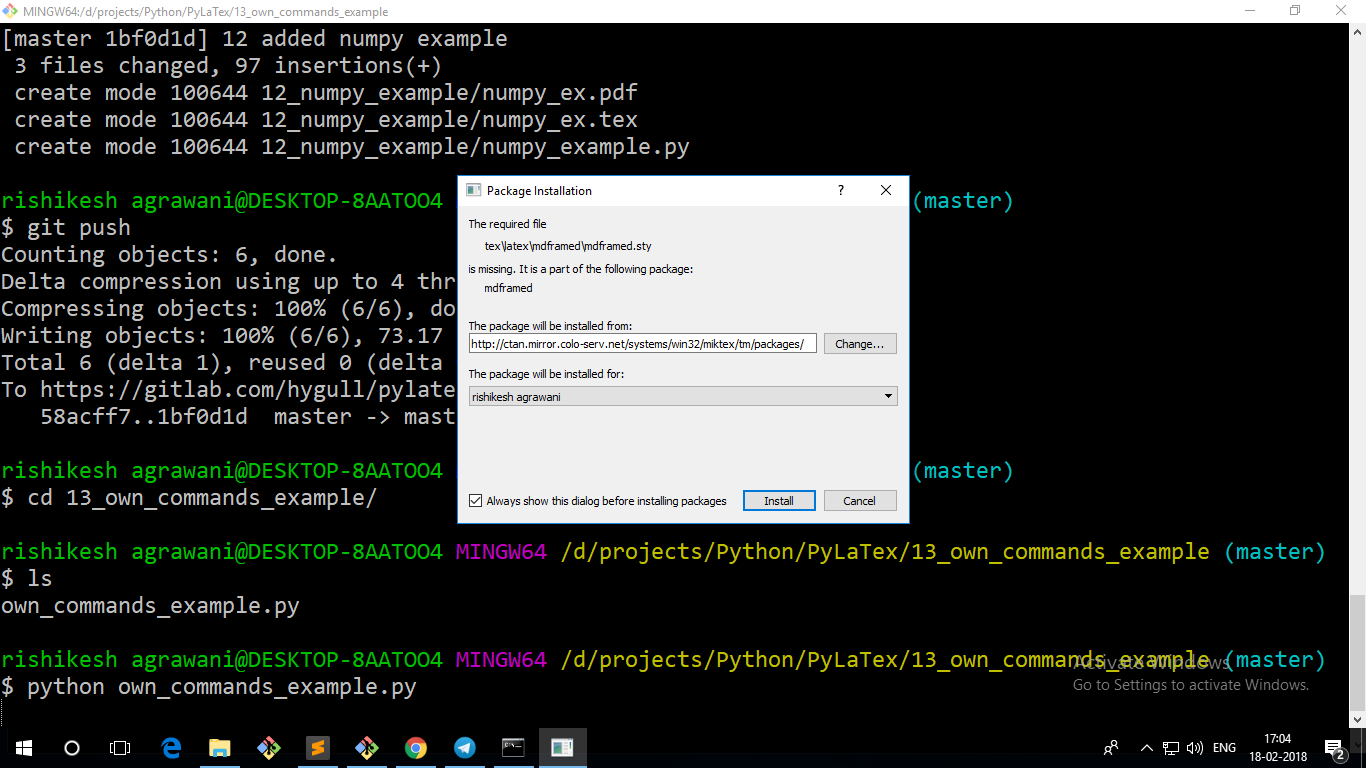 MINGW64:/d/projects/Python/PyLaTex/13_own_commands_example
[master 1bf0d1d] 12 added numpy example
3 files changed, 97 insertions(+)
create mode 100644 12_numpy_example/numpy_ex.pdf
create mode 100644 12_numpy_example/numpy_ex.tex
create mode 100644 12_numpy_example/numpy_example.py
rishikesh agrawani@DESKTOP-8AATOO4 (master)
$ git push
Counting objects: 6, done.
Delta compression using up to 4 thr
Compressing objects: 100% (6/6), do
Writing objects: 100% (6/6), 73.17
Total 6 (delta 1), reused 0 (delta
To https://gitlab.com/hygull/pylate
58acff7..1bf0d1d master -> mast
rishikesh agrawani@DESKTOP-8AATOO4 (master)
$ cd 13_own_commands_example/
rishikesh agrawani@DESKTOP-8AATOO4 MINGW64 /d/projects/Python/PyLaTex/13_own_commands_example (master)
$ ls
own_commands_example.py
rishikesh agrawani@DESKTOP-8AATOO4 MINGW64 /d/projects/Python/PyLaTex/13_own_commands_example (master)
$ python own_commands_example.py
Package Installation
?
The required file
tex\latex\mdframed\mdframed.sty
is missing. It is a part of the following package:
mdframed
The package will be installed from:
http://ctan.mirror.colo-serv.net/systems/win32/miktex/tm/packages/
Change...
The package will be installed for:
rishikesh agrawani
Always show this dialog before installing packages
Install
Cancel
Activate Windows
Go to Settings to activate Windows.
ENG
17:04
18-02-2018
2